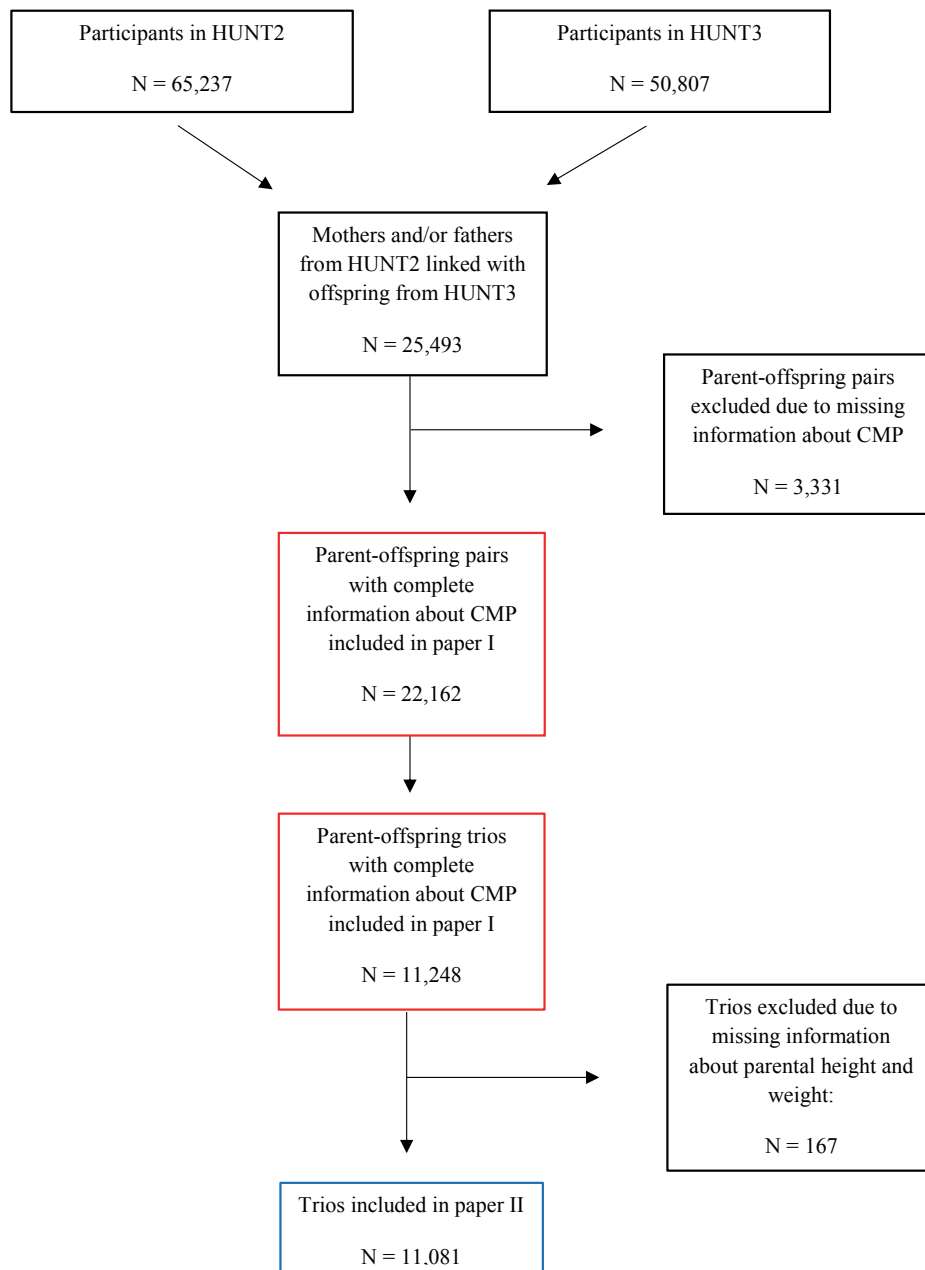 Participants in HUNT2
N = 65,237
Participants in HUNT3
N = 50,807
Mothers and/or fathers
from HUNT2 linked with
offspring from HUNT3
N = 25,493
Parent-offspring pairs
excluded due to missing
information about CMP
N = 3,331
Parent-offspring pairs
with complete
information about CMP
included in paper I
N = 22,162
Parent-offspring trios
with complete
information about CMP
included in paper I
N = 11,248
Trios excluded due to
missing information
about parental height and
weight:
N = 167
Trios included in paper II
N = 11,081